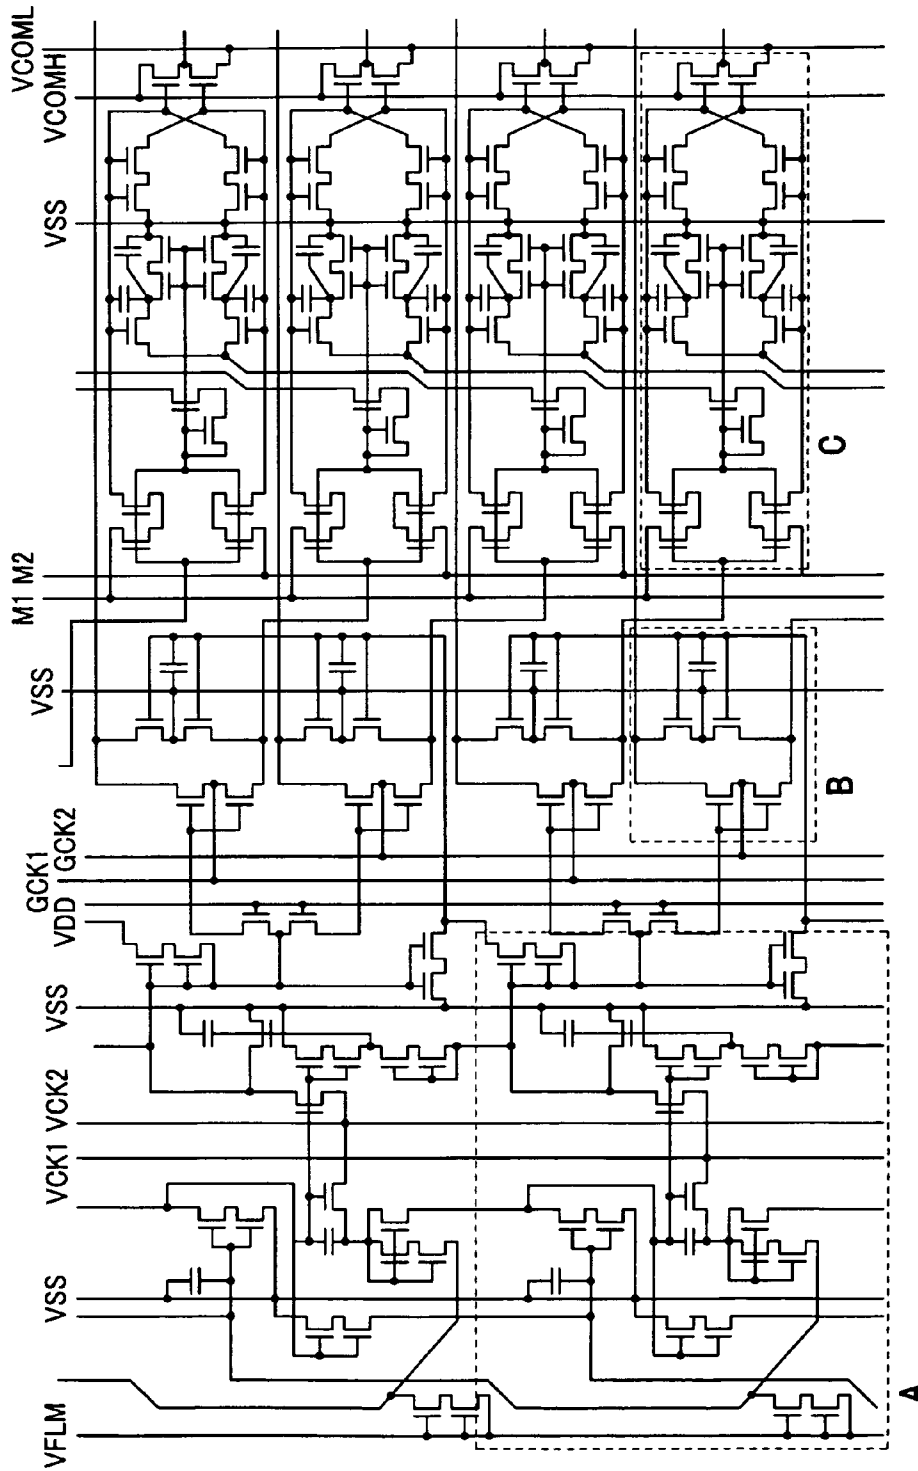 VCOML
VCOMH
VSS
C
M1 M2
VSS
B
GCK1
GCK2
VDD
VSS
VCK1 VCK2
VSS
VFLM
A